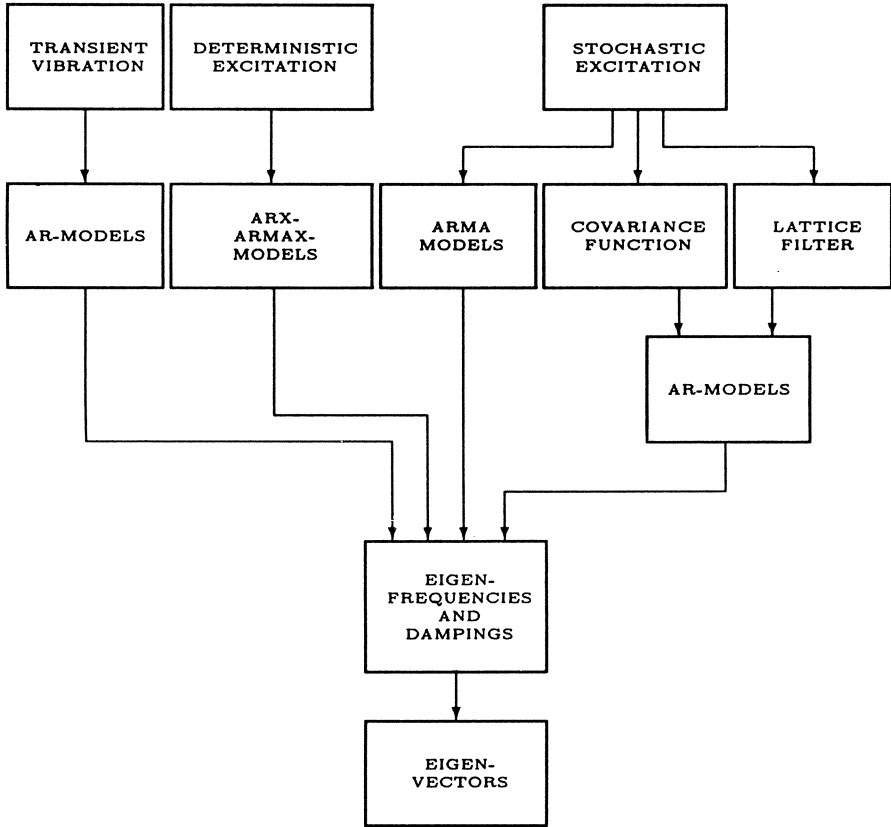 TRANSIENT
VIBRATION
DETERMINISTIC
EXCITATION
STOCHASTIC
EXCITATION
AR-MODELS
ARX-
ARMAX-
MODELS
ARMA
MODELS
COVARIANCE
FUNCTION
LATTICE
FILTER
AR-MODELS
EIGEN-
FREQUENCIES
AND
DAMPINGS
EIGEN-
VECTORS